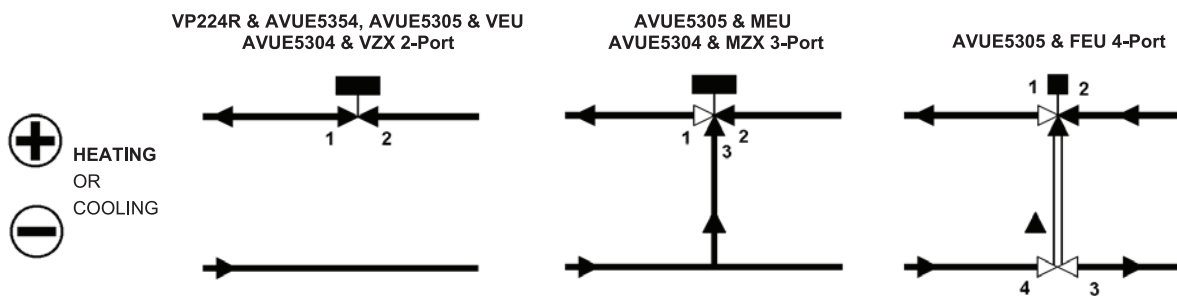 VP224R & AVUE5354, AVUE5305 & VEU
AVUE5304 & VZX 2-Port
AVUE5305 & MEU
AVUE5304 & MZX 3-Port
AVUE5305 & FEU 4-Port
HEATING
OR
COOLING
1 2
1 2
3
1 2
4 3